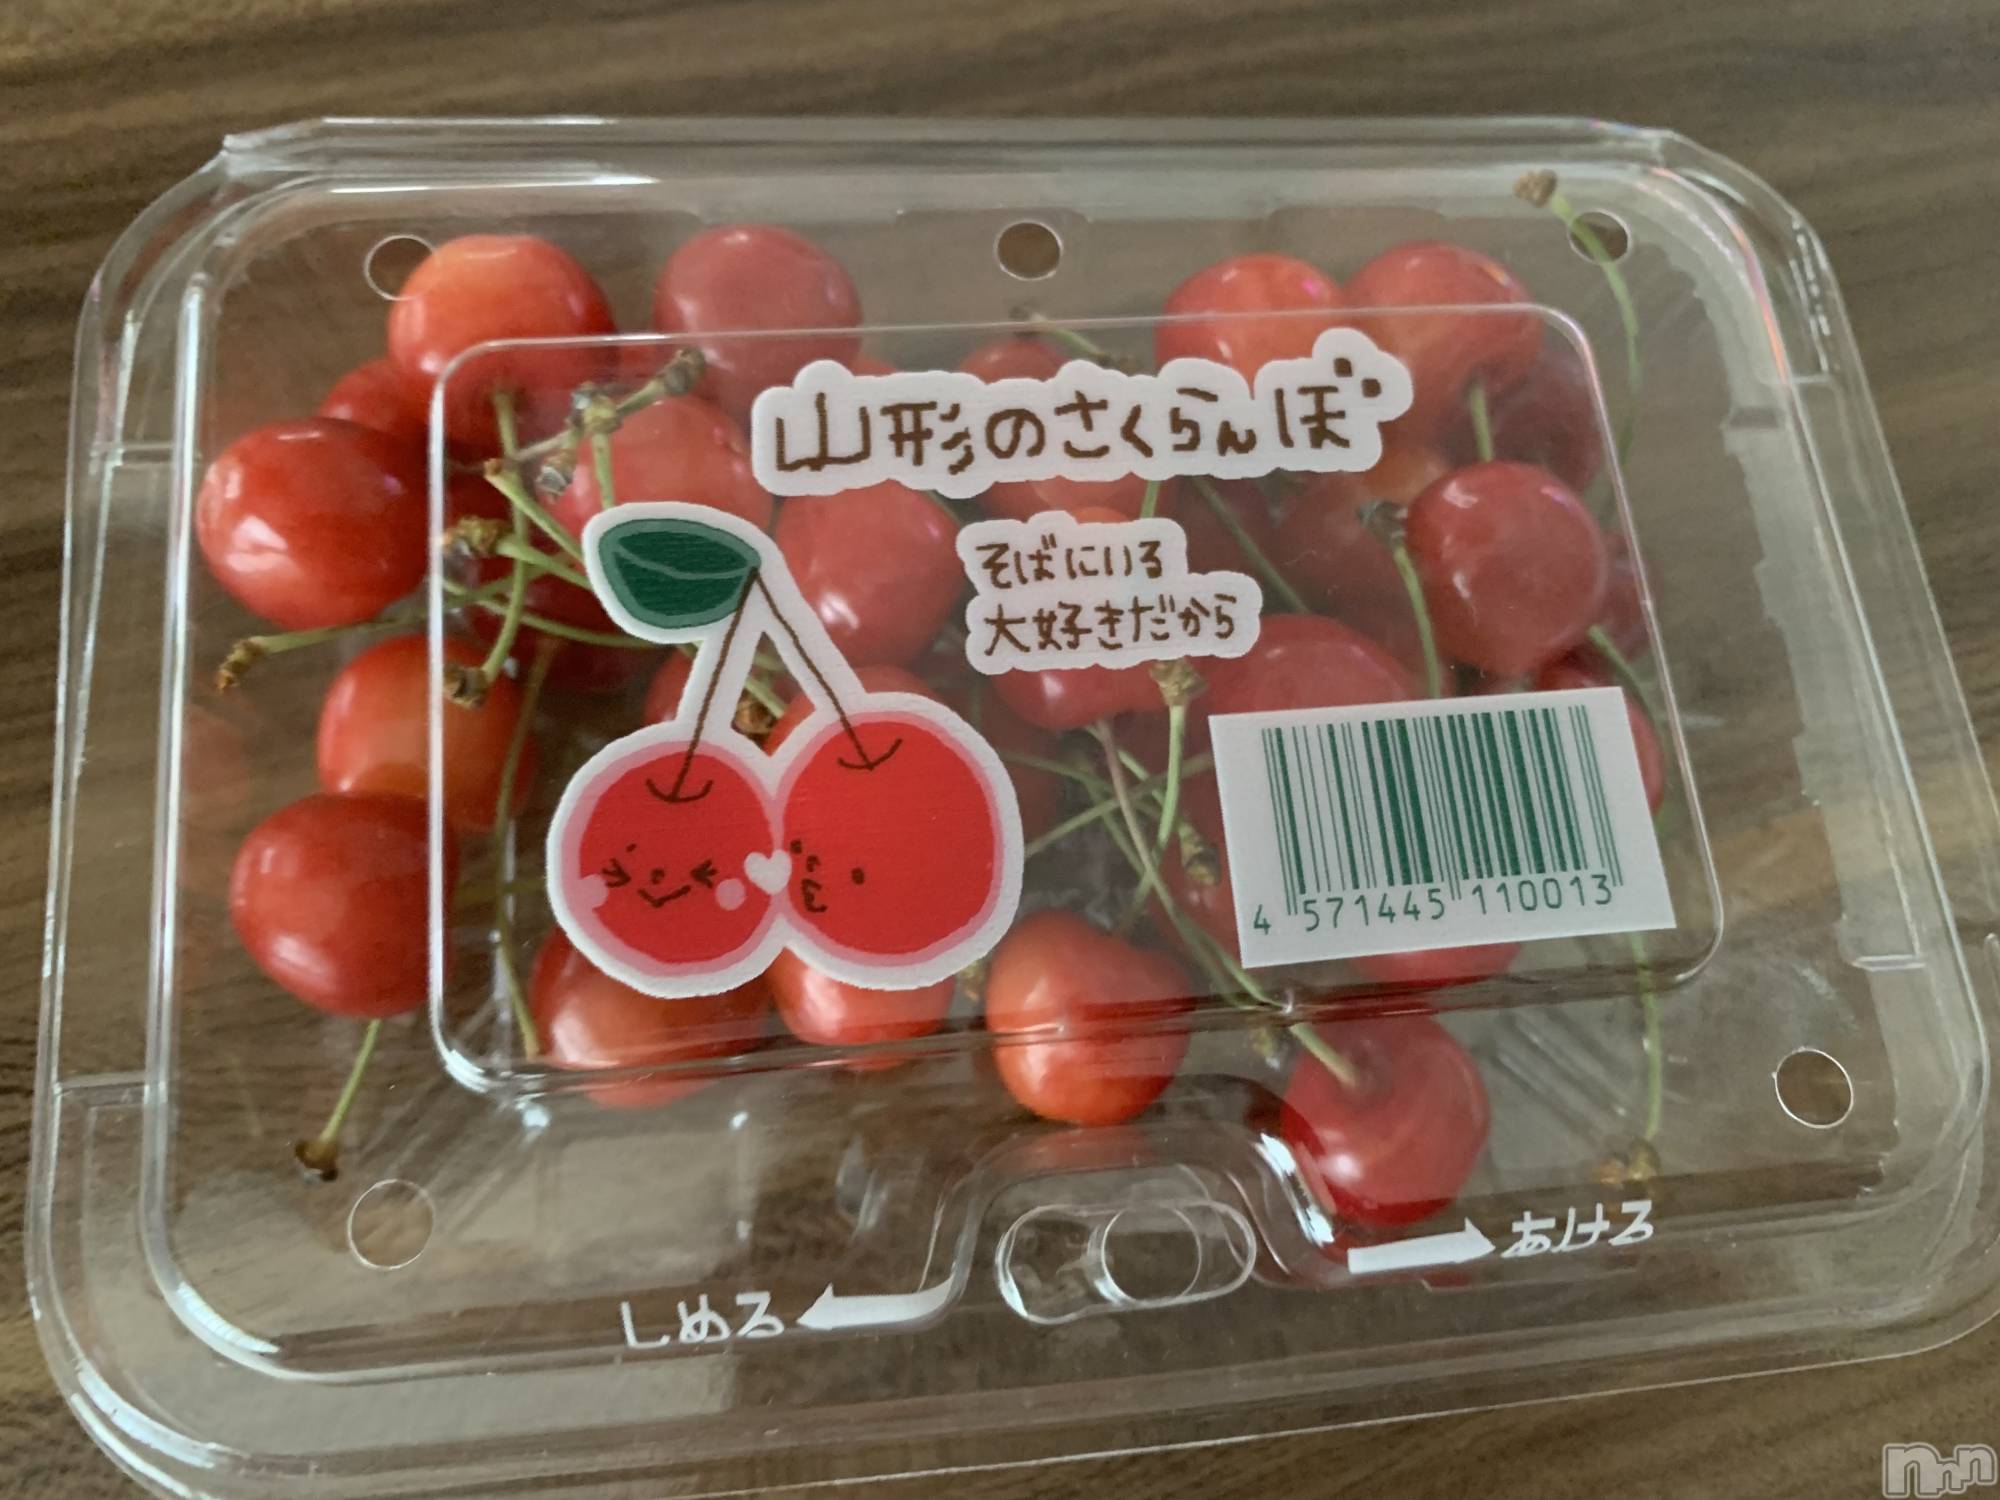 山形のさくらんぼ
そばにいる
大好きだから
4 571445 110013
あける
しめる
nnn